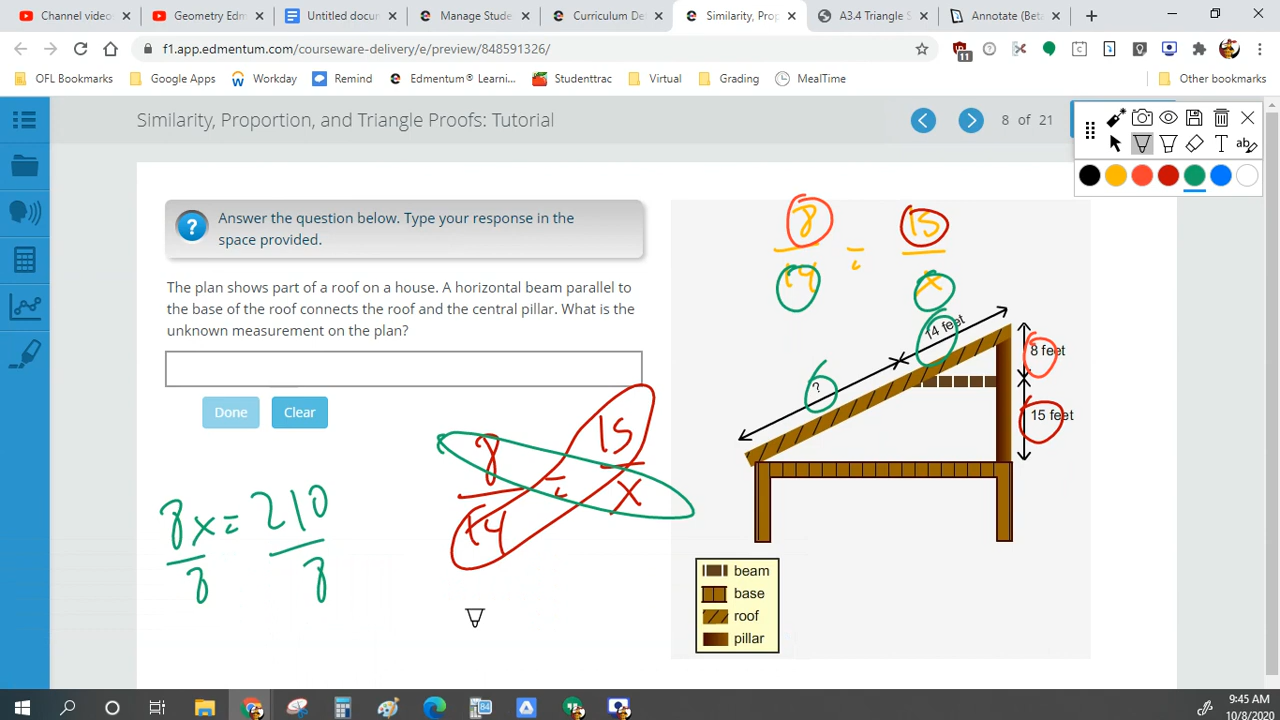 Channel video
Geometry Edm
Untitled docu
Manage Stude
Curriculum De
Similarity, Prop
A3.4 Triangle S
Annotate (Beta
f1.app.edmentum.com/courseware-delivery/e/preview/848591326/
11
OFL Bookmarks
Google Apps
Workday
Remind
Edmentum® Learni...
Studenttrac
Virtual
Grading
MealTime
Other bookmarks
Similarity, Proportion, and Triangle Proofs: Tutorial
8 of 21
Answer the question below. Type your response in the
space provided.
The plan shows part of a roof on a house. A horizontal beam parallel to
the base of the roof connects the roof and the central pillar. What is the
unknown measurement on the plan?
Done
Clear
8/14 = 15/x
14 feet
8 feet
?
15 feet
8/14 = 15/x
8x = 210
8 8
beam
base
roof
pillar
9:45 AM
10/8/2020